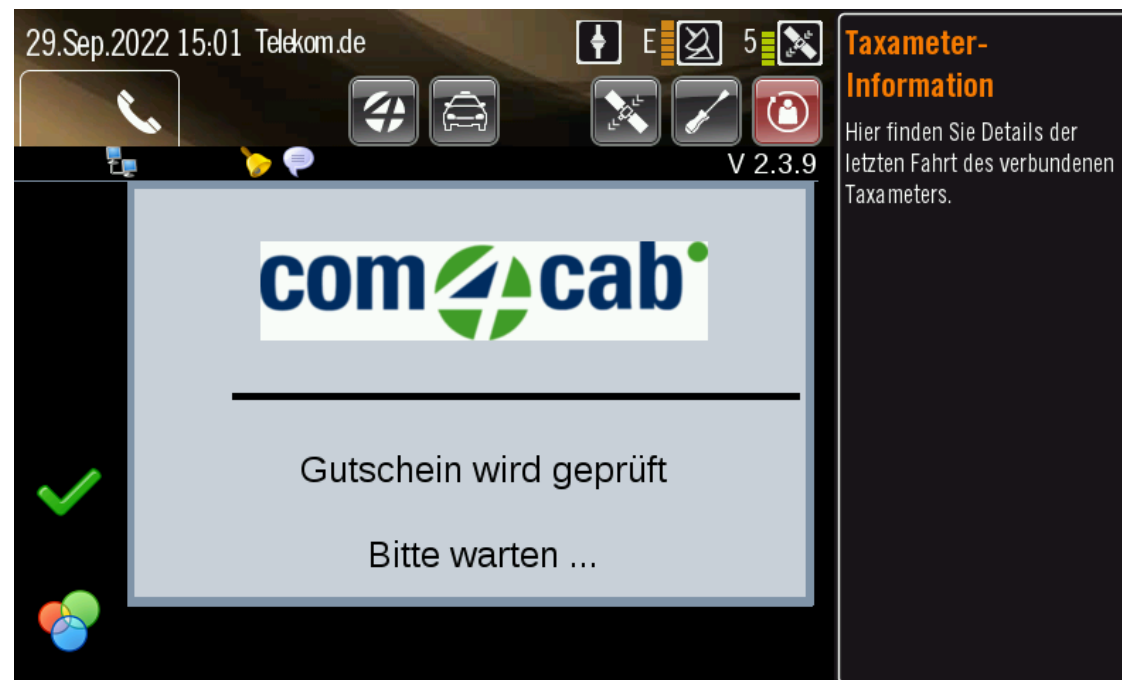 29.Sep.2022 15:01 Telekom.de E 5
V 2.3.9
com4cab
Gutschein wird geprüft
Bitte warten ...
Taxameter-
Information
Hier finden Sie Details der
letzten Fahrt des verbundenen
Taxameters.